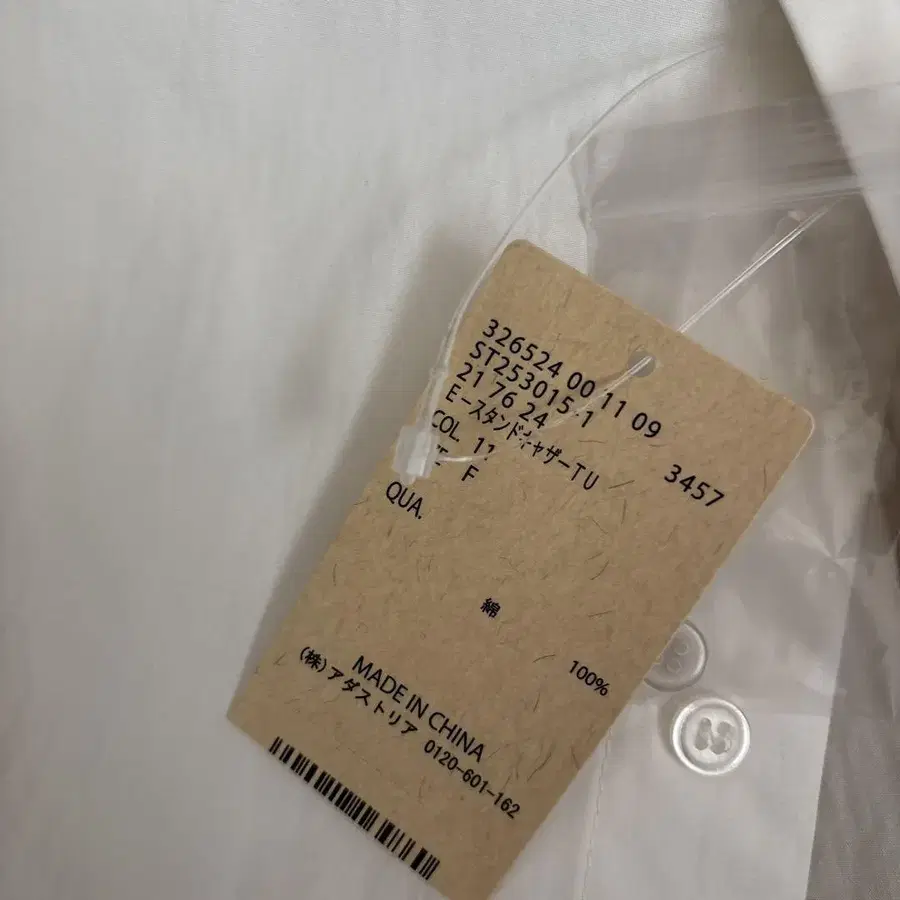 326524 00 11 09
ST253015 1 3457
21 76 24
E-スタンドギャザーTU
COL. 11
F
QUA.
綿 100%
MADE IN CHINA
(株)アダストリア 0120-601-162